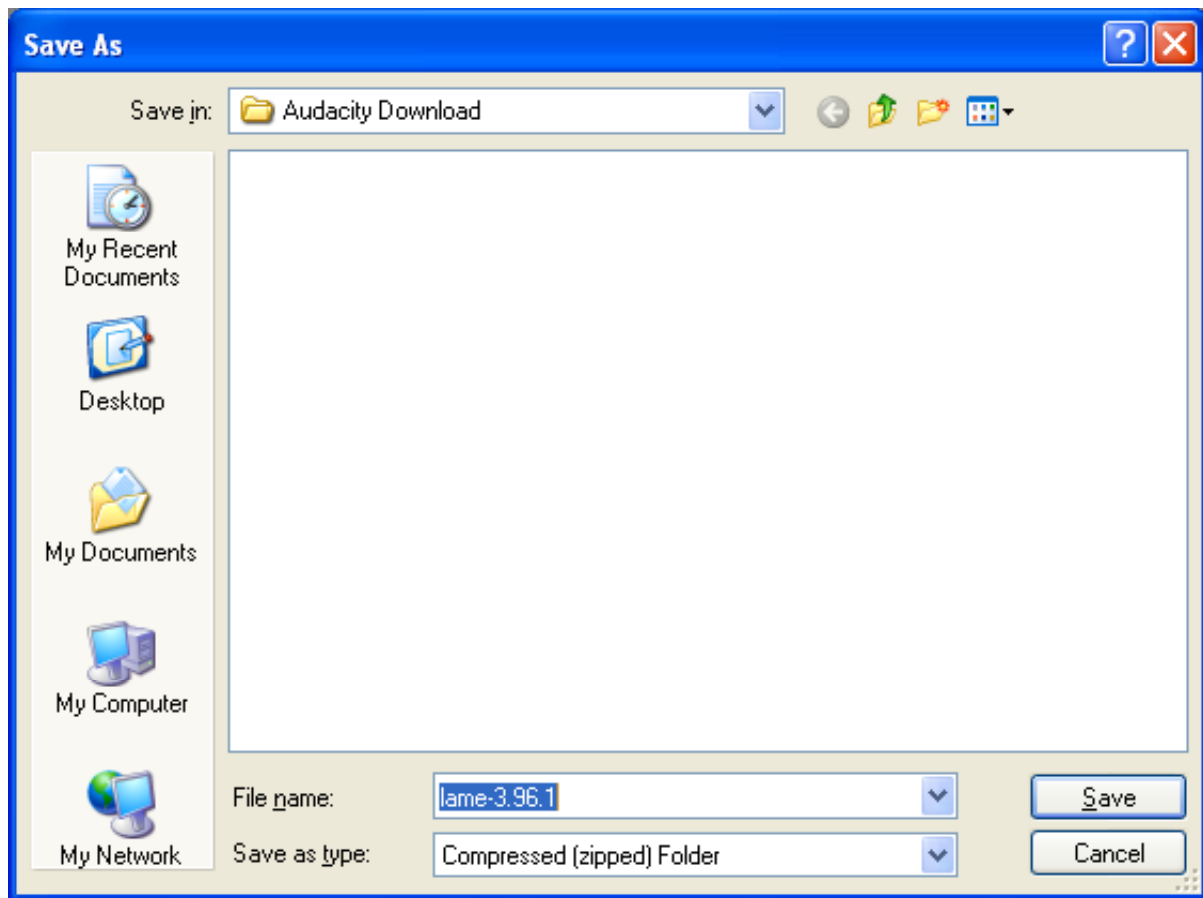 Save As
Save in:
Audacity Download
My Recent
Documents
Desktop
My Documents
My Computer
My Network
File name:
lame-3.96.1
Save
Save as type:
Compressed (zipped) Folder
Cancel